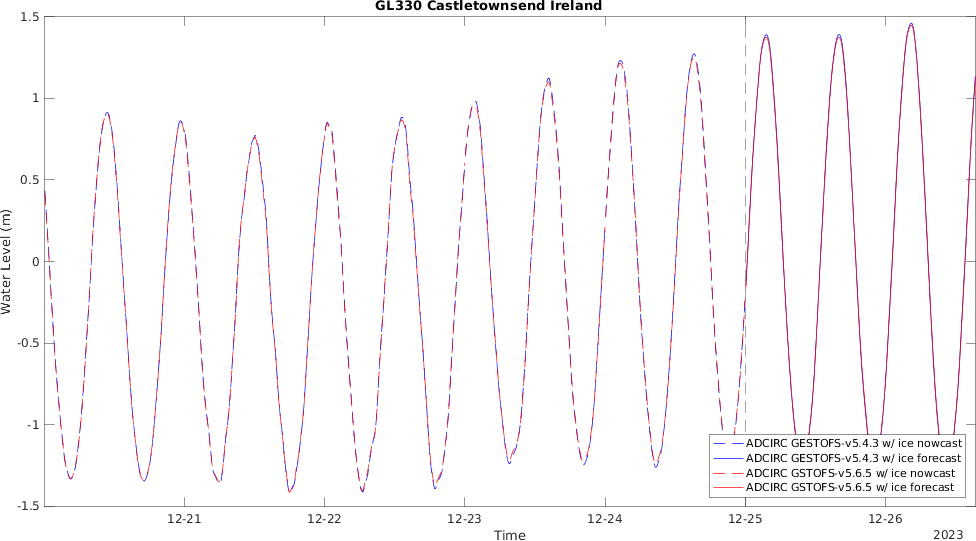 GL330 Castletownsend Ireland
1.5
1
0.5
0
-0.5
-1
-1.5
Water Level (m)
12-21
12-22
12-23
12-24
12-25
12-26
Time
2023
ADCIRC GESTOFS-v5.4.3 w/ ice nowcast
ADCIRC GESTOFS-v5.4.3 w/ ice forecast
ADCIRC GSTOFS-v5.6.5 w/ ice nowcast
ADCIRC GSTOFS-v5.6.5 w/ ice forecast